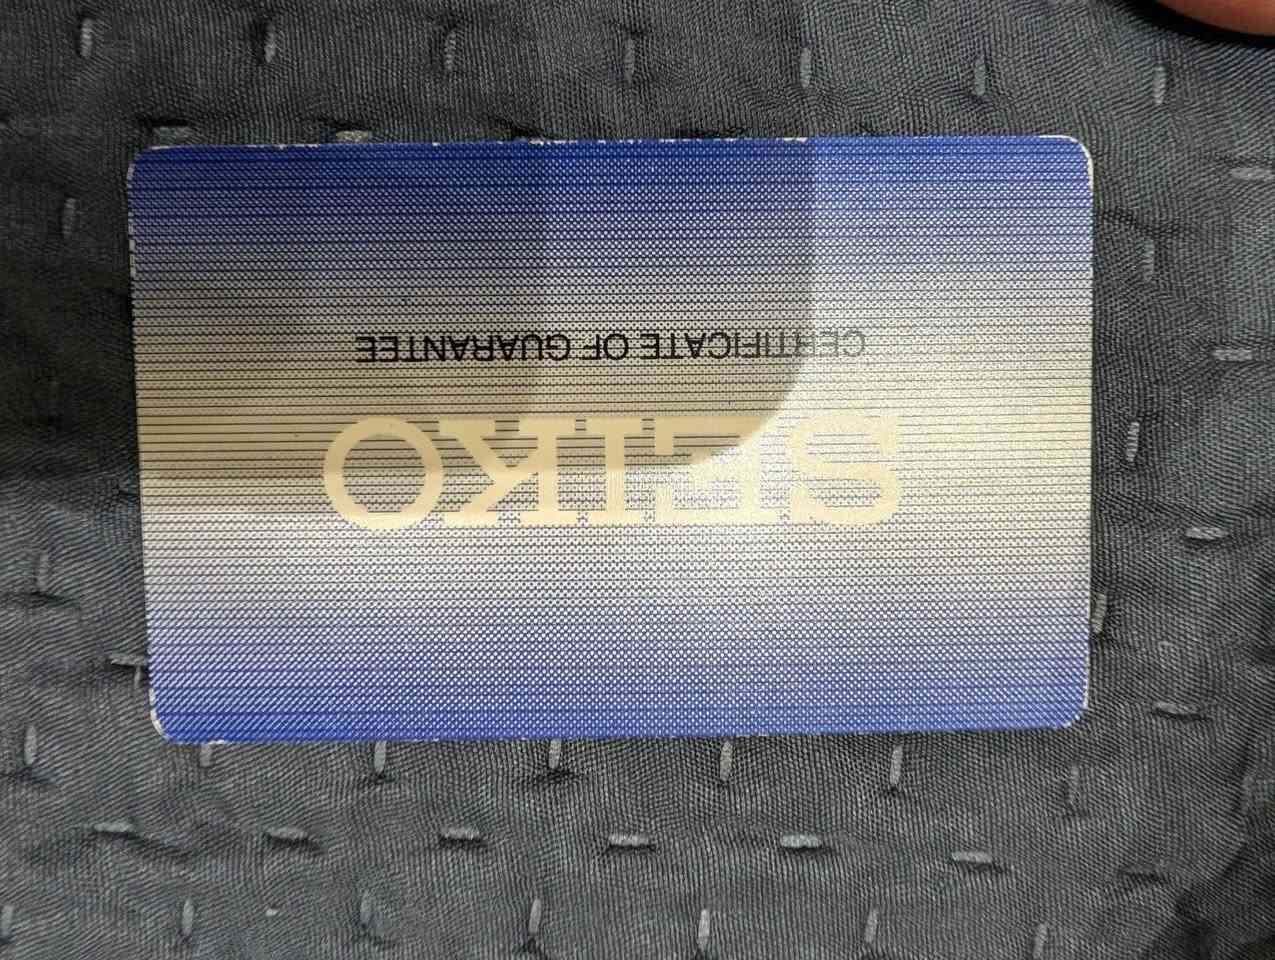 SEIKO
CERTIFICATE OF GUARANTEE